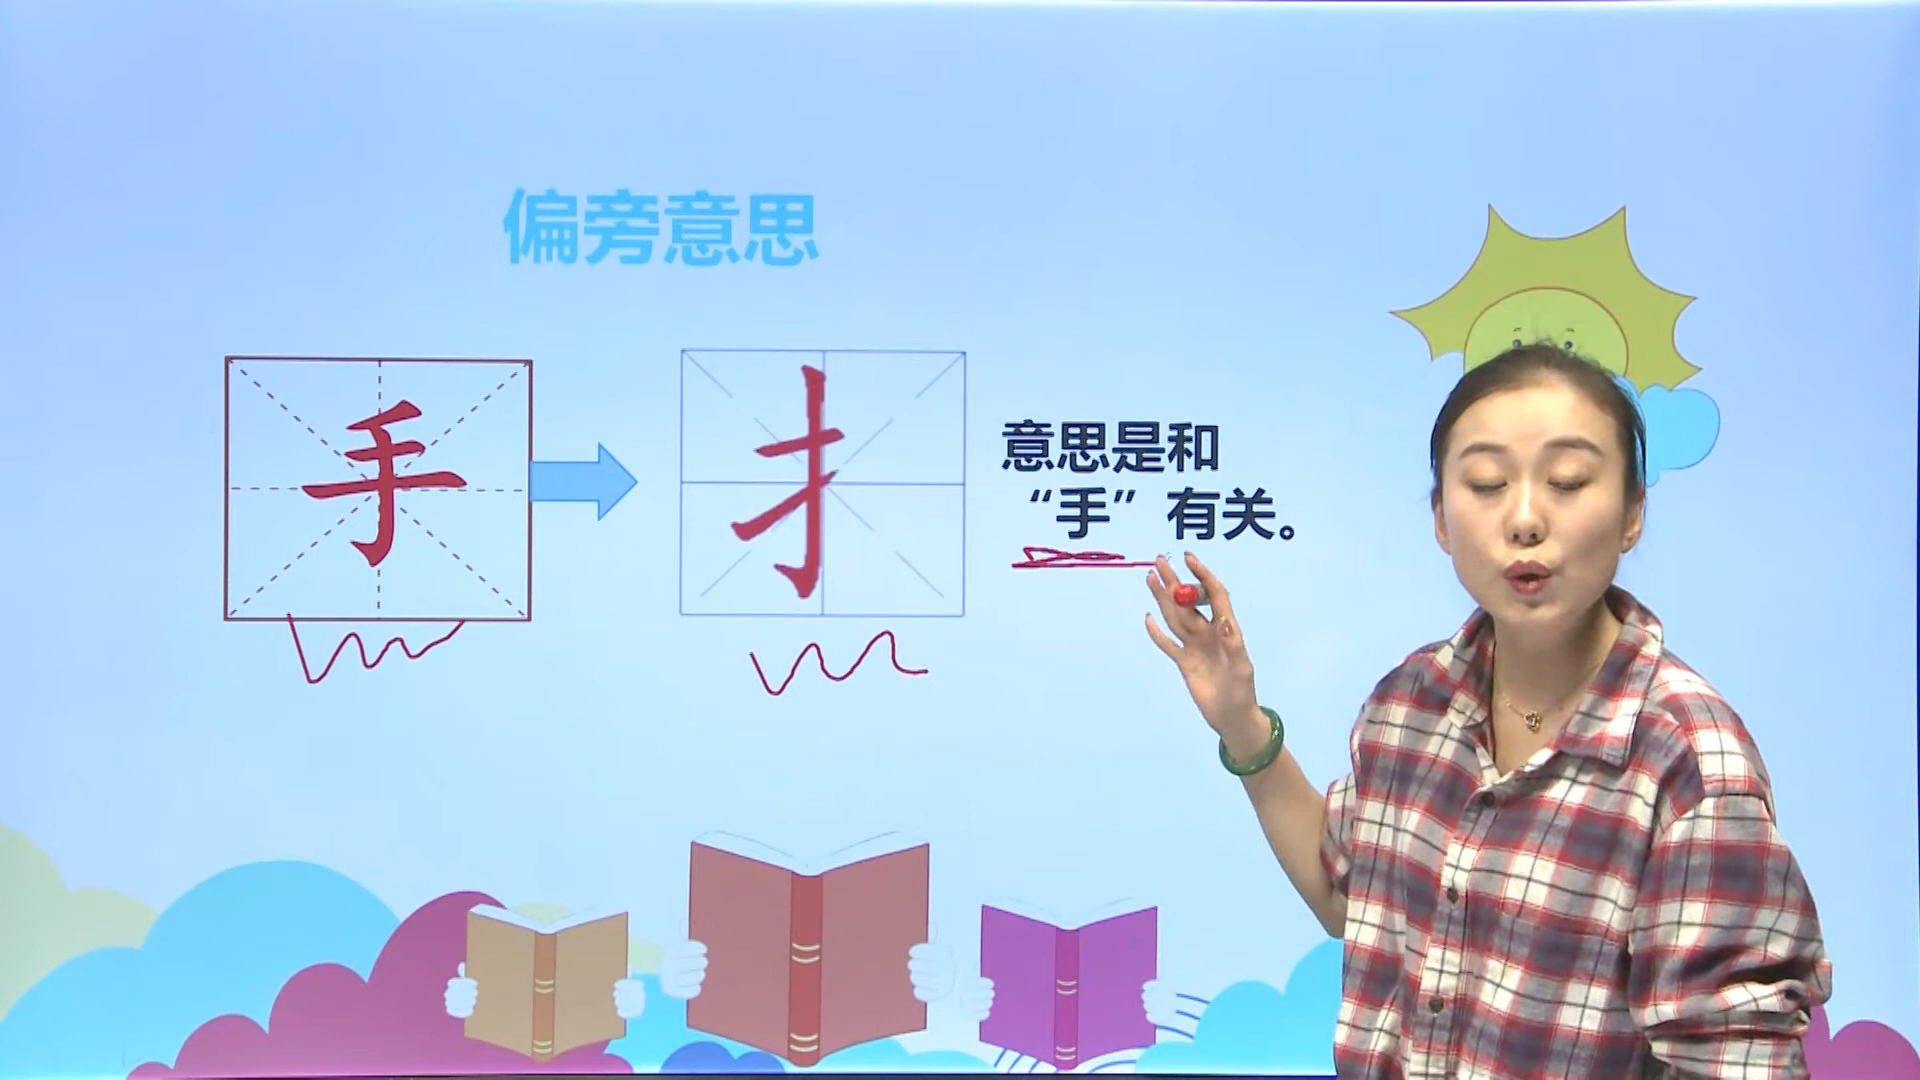 偏旁意思
手
扌
意思是和
“手”有关。